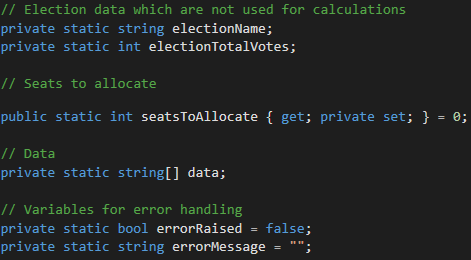 // Election data which are not used for calculations
private static string electionName;
private static int electionTotalVotes;
// Seats to allocate
public static int seatsToAllocate { get; private set; } = 0;
// Data
private static string[] data;
// Variables for error handling
private static bool errorRaised = false;
private static string errorMessage = "";